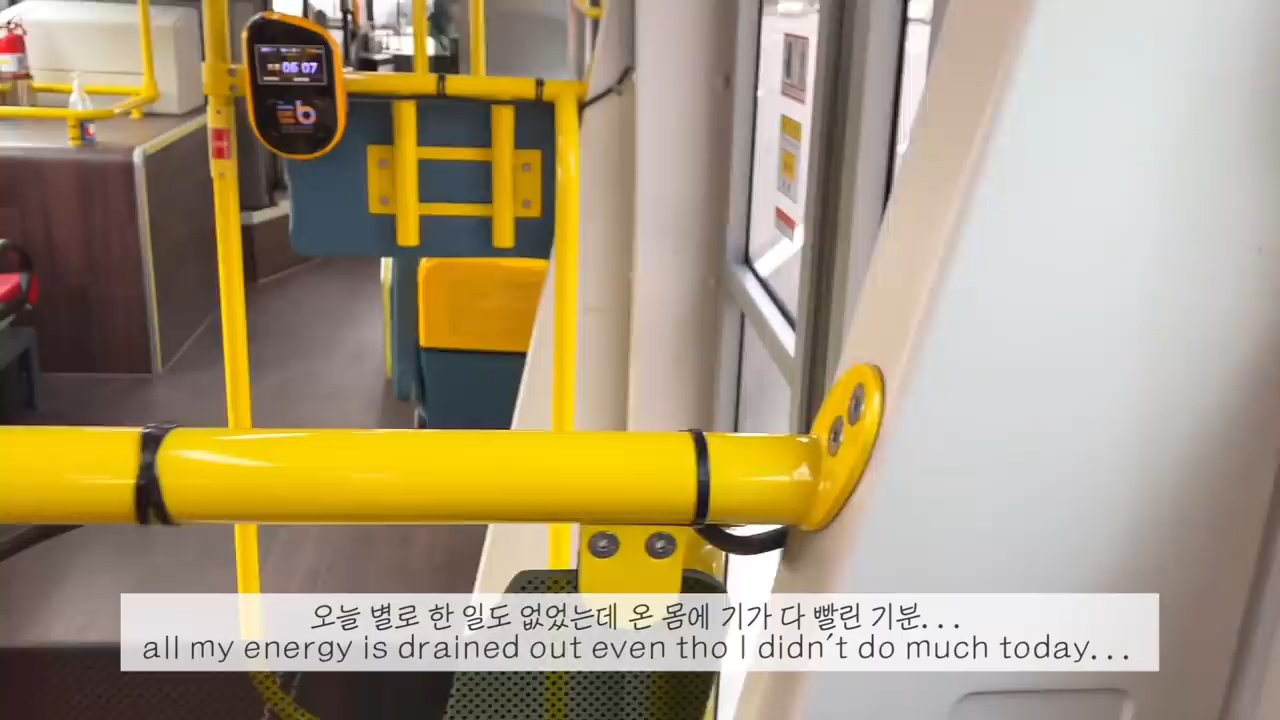 06 07
b
오늘 별로 한 일도 없었는데 온 몸에 기가 다 빨린 기분...
all my energy is drained out even tho I didn't do much today...